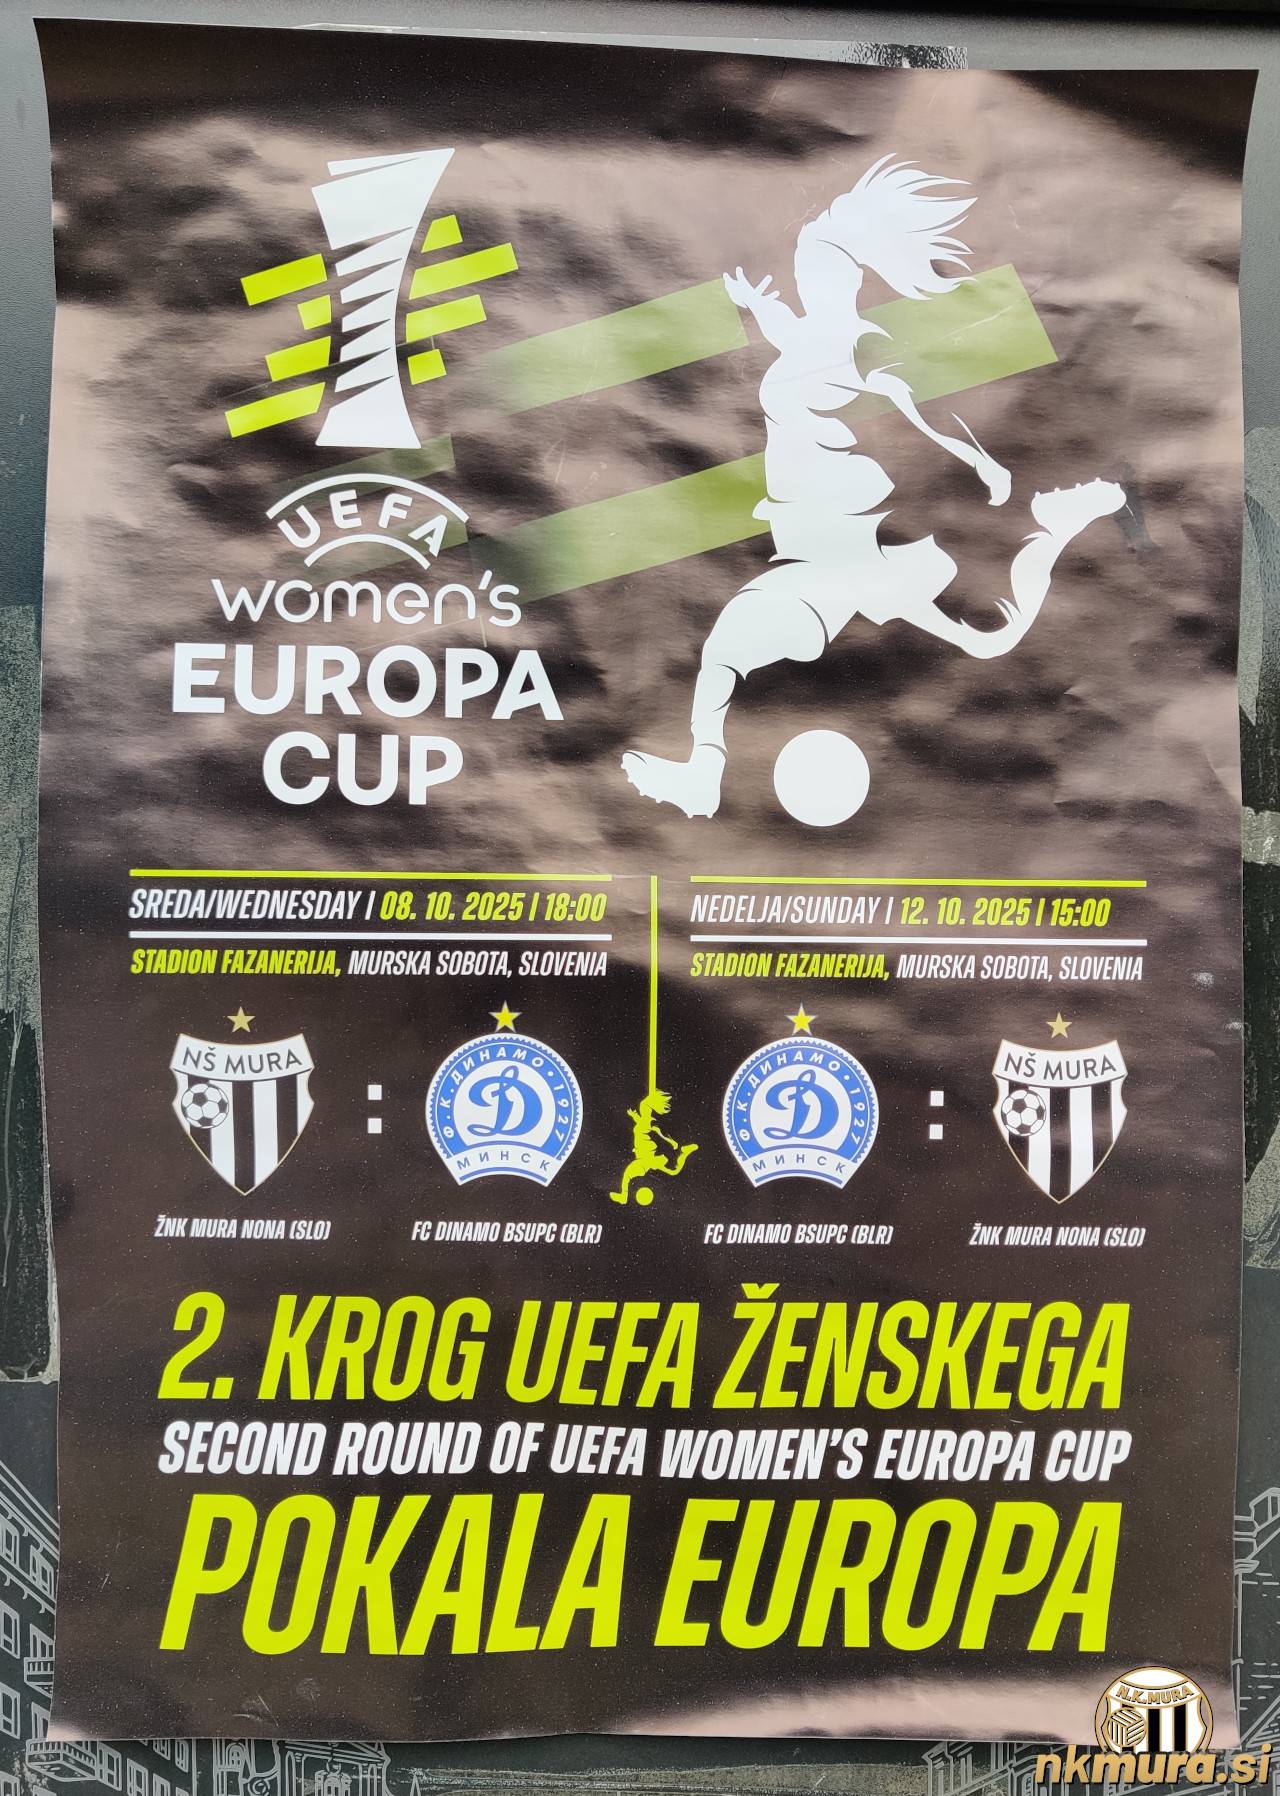 UEFA
women's
EUROPA
CUP
SREDA/WEDNESDAY | 08. 10. 2025 | 18:00
STADION FAZANERIJA, MURSKA SOBOTA, SLOVENIA
NEDELJA/SUNDAY | 12. 10. 2025 | 15:00
STADION FAZANERIJA, MURSKA SOBOTA, SLOVENIA
NŠ MURA
:
Ф.К. ДИНАМО • 1927
Д
МИНСК
Ф.К. ДИНАМО • 1927
Д
МИНСК
:
NŠ MURA
ŽNK MURA NONA (SLO)
FC DINAMO BSUPC (BLR)
FC DINAMO BSUPC (BLR)
ŽNK MURA NONA (SLO)
2. KROG UEFA ŽENSKEGA
SECOND ROUND OF UEFA WOMEN'S EUROPA CUP
POKALA EUROPA
N.K. MURA
nkmura.si